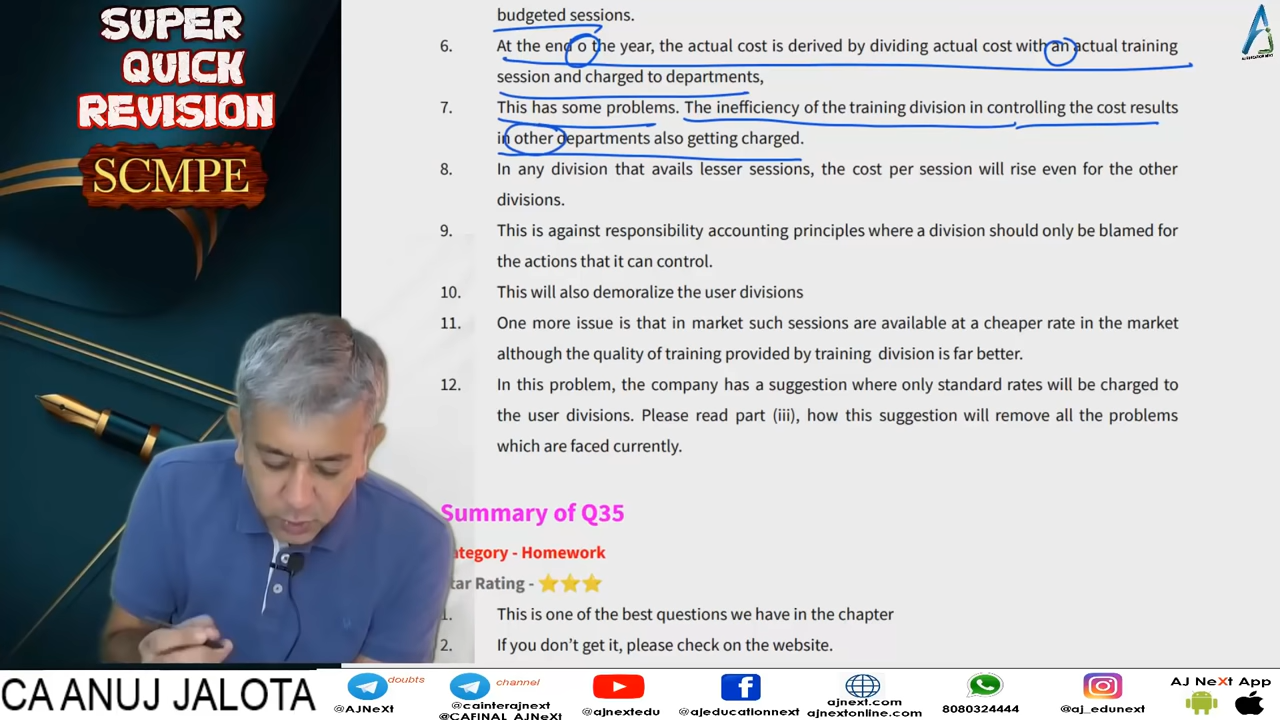 SUPER
QUICK
REVISION
SCMPE
budgeted sessions.
6. At the end o the year, the actual cost is derived by dividing actual cost with an actual training
session and charged to departments,
7. This has some problems. The inefficiency of the training division in controlling the cost results
in other departments also getting charged.
8. In any division that avails lesser sessions, the cost per session will rise even for the other
divisions.
9. This is against responsibility accounting principles where a division should only be blamed for
the actions that it can control.
10. This will also demoralize the user divisions
11. One more issue is that in market such sessions are available at a cheaper rate in the market
although the quality of training provided by training division is far better.
12. In this problem, the company has a suggestion where only standard rates will be charged to
the user divisions. Please read part (iii), how this suggestion will remove all the problems
which are faced currently.
Summary of Q35
ategory - Homework
tar Rating - ⭐⭐⭐
1. This is one of the best questions we have in the chapter
2. If you don't get it, please check on the website.
CA ANUJ JALOTA
doubts
@AJNeXt
channel
@cainterajnext
@CAFINAL_AJNeXt
@ajnextedu
@ajeducationnext
ajnext.com
ajnextonline.com
8080324444
@aj_edunext
AJ NeXt App